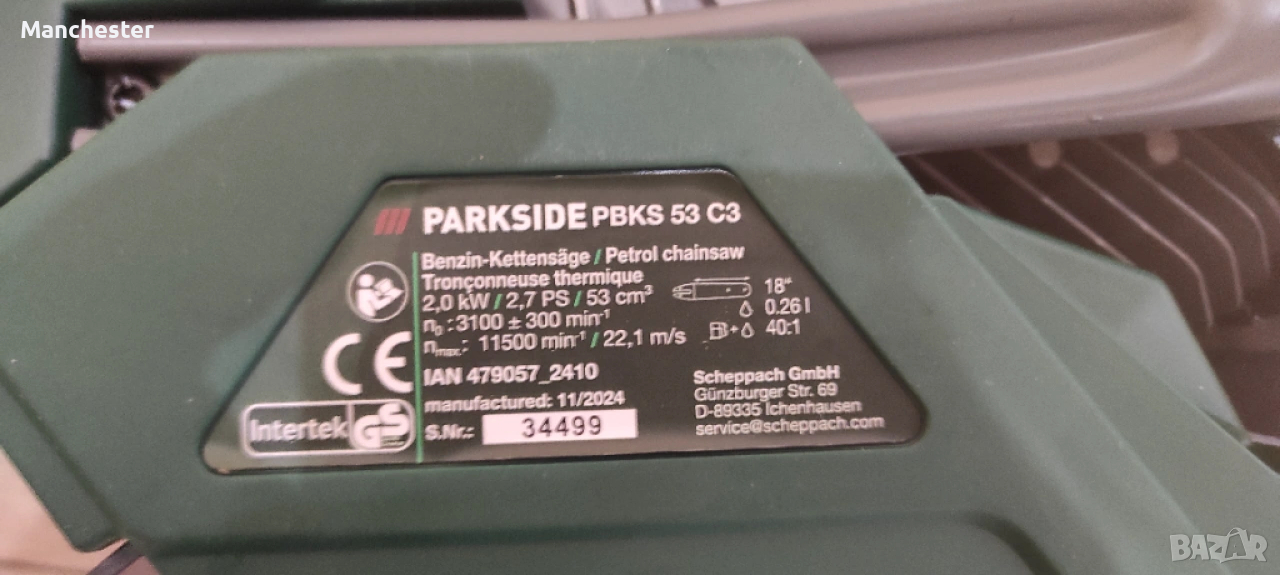 Manchester
PARKSIDE PBKS 53 C3
Benzin-Kettensäge / Petrol chainsaw
Tronçonneuse thermique
2,0 kW / 2,7 PS / 53 cm³
n₀ : 3100 ± 300 min⁻¹
nmax.: 11500 min⁻¹ / 22,1 m/s
18"
0.26 l
40:1
CE
IAN 479057_2410
manufactured: 11/2024
S.Nr.: 34499
Intertek GS
Scheppach GmbH
Günzburger Str. 69
D-89335 Ichenhausen
service@scheppach.com
BAZAR